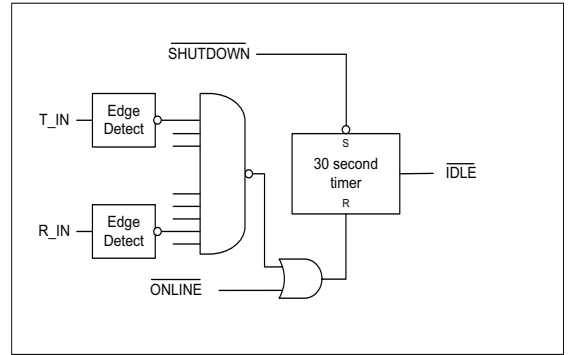 SHUTDOWN
T_IN
Edge
Detect
S
30 second
timer
R
IDLE
R_IN
Edge
Detect
ONLINE